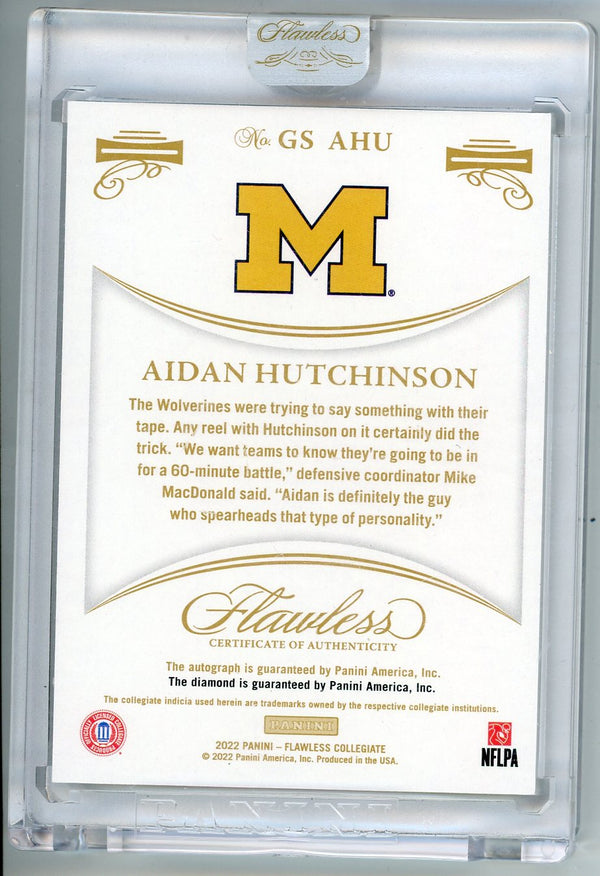 Flawless
No. GS AHU
M
®
AIDAN HUTCHINSON
The Wolverines were trying to say something with their
tape. Any reel with Hutchinson on it certainly did the
trick. “We want teams to know they’re going to be in
for a 60-minute battle,” defensive coordinator Mike
MacDonald said. “Aidan is definitely the guy
who spearheads that type of personality.”
Flawless
CERTIFICATE OF AUTHENTICITY
The autograph is guaranteed by Panini America, Inc.
The diamond is guaranteed by Panini America, Inc.
The collegiate indicia used herein are trademarks owned by the respective collegiate institutions.
PANINI
OFFICIALLY LICENSED COLLEGIATE PRODUCTS
2022 PANINI – FLAWLESS COLLEGIATE
© 2022 Panini America, Inc. Produced in the USA.
NFLPA
PANINI